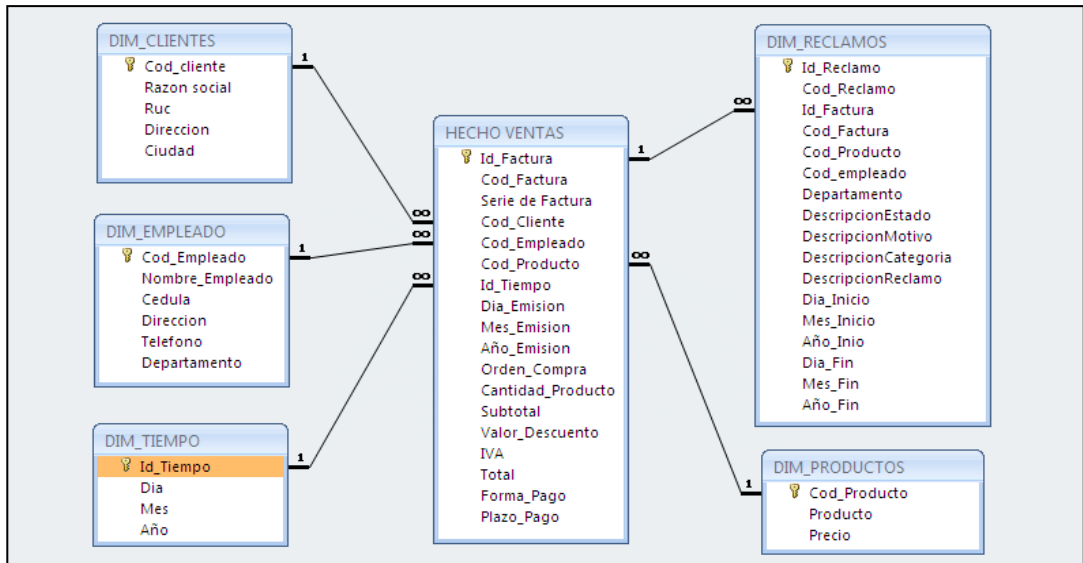 DIM_CLIENTES
Cod_cliente
Razon social
Ruc
Direccion
Ciudad
1
∞
DIM_EMPLEADO
Cod_Empleado
Nombre_Empleado
Cedula
Direccion
Telefono
Departamento
1
∞
DIM_TIEMPO
Id_Tiempo
Dia
Mes
Año
1
∞
HECHO VENTAS
Id_Factura
Cod_Factura
Serie de Factura
Cod_Cliente
Cod_Empleado
Cod_Producto
Id_Tiempo
Dia_Emision
Mes_Emision
Año_Emision
Orden_Compra
Cantidad_Producto
Subtotal
Valor_Descuento
IVA
Total
Forma_Pago
Plazo_Pago
1
∞
DIM_RECLAMOS
Id_Reclamo
Cod_Reclamo
Id_Factura
Cod_Factura
Cod_Producto
Cod_empleado
Departamento
DescripcionEstado
DescripcionMotivo
DescripcionCategoria
DescripcionReclamo
Dia_Inicio
Mes_Inicio
Año_Inio
Dia_Fin
Mes_Fin
Año_Fin
∞
1
DIM_PRODUCTOS
Cod_Producto
Producto
Precio